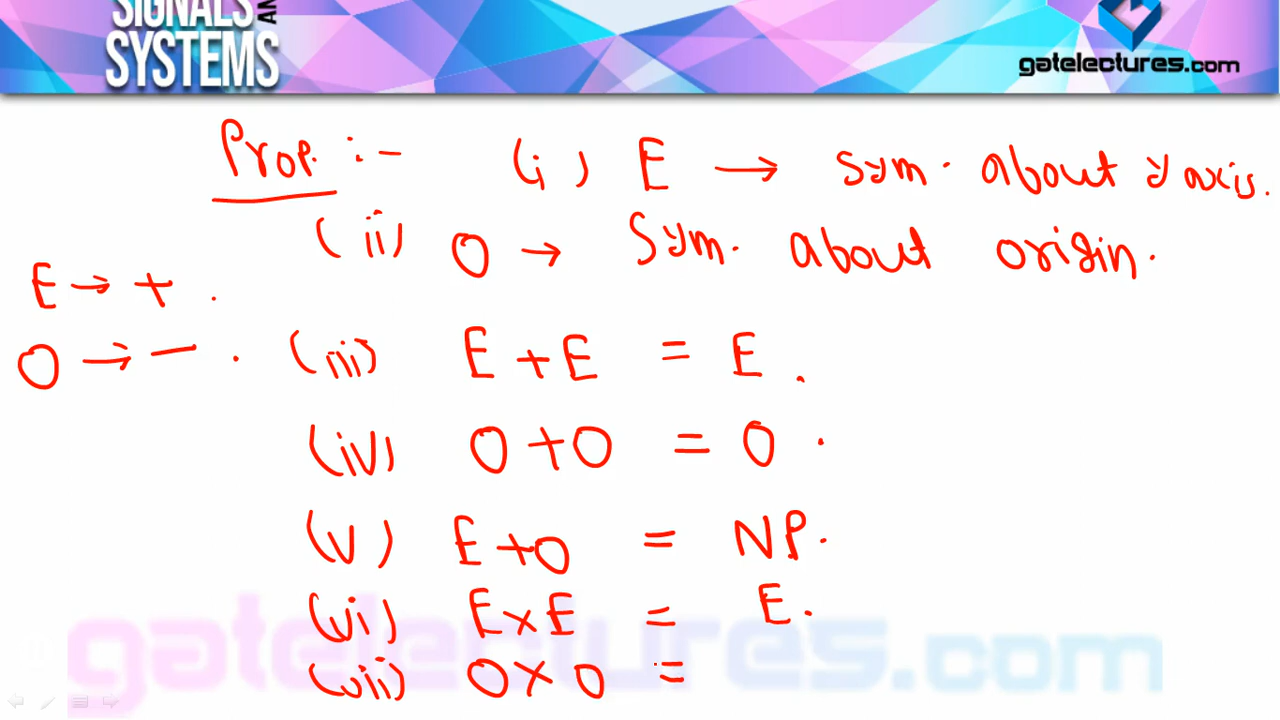 SIGNALS AN
SYSTEMS
gatelectures.com
Prop. :- (i) E → Sym. about y axis.
(ii) O → Sym. about origin.
E → + .
O → - . (iii) E + E = E .
(iv) O + O = O .
(v) E + O = NP.
(vi) E × E = E.
(vii) O × O =
gatelectures.com